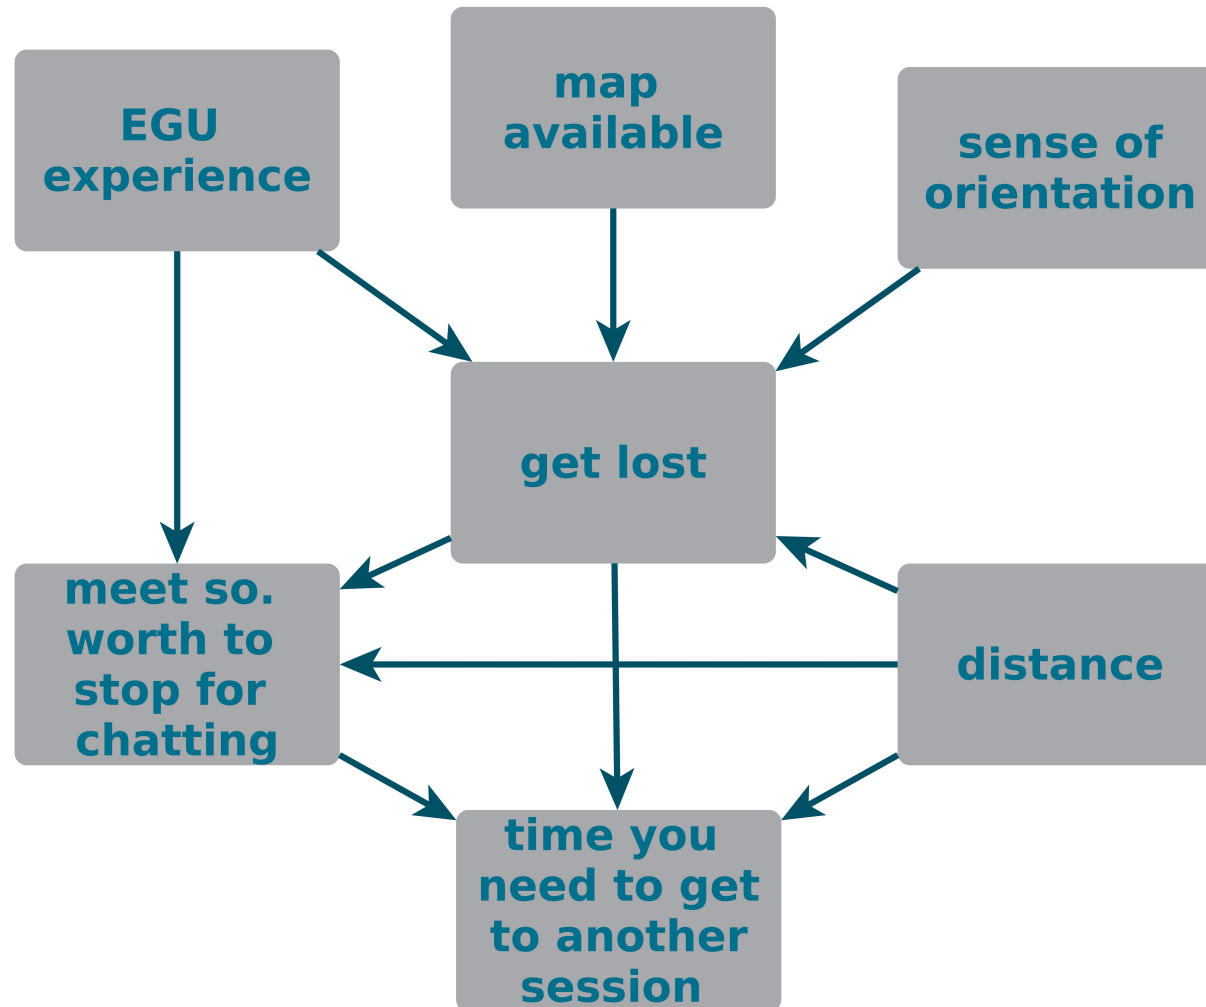 EGU
experience
map
available
sense of
orientation
get lost
meet so.
worth to
stop for
chatting
distance
time you
need to get
to another
session